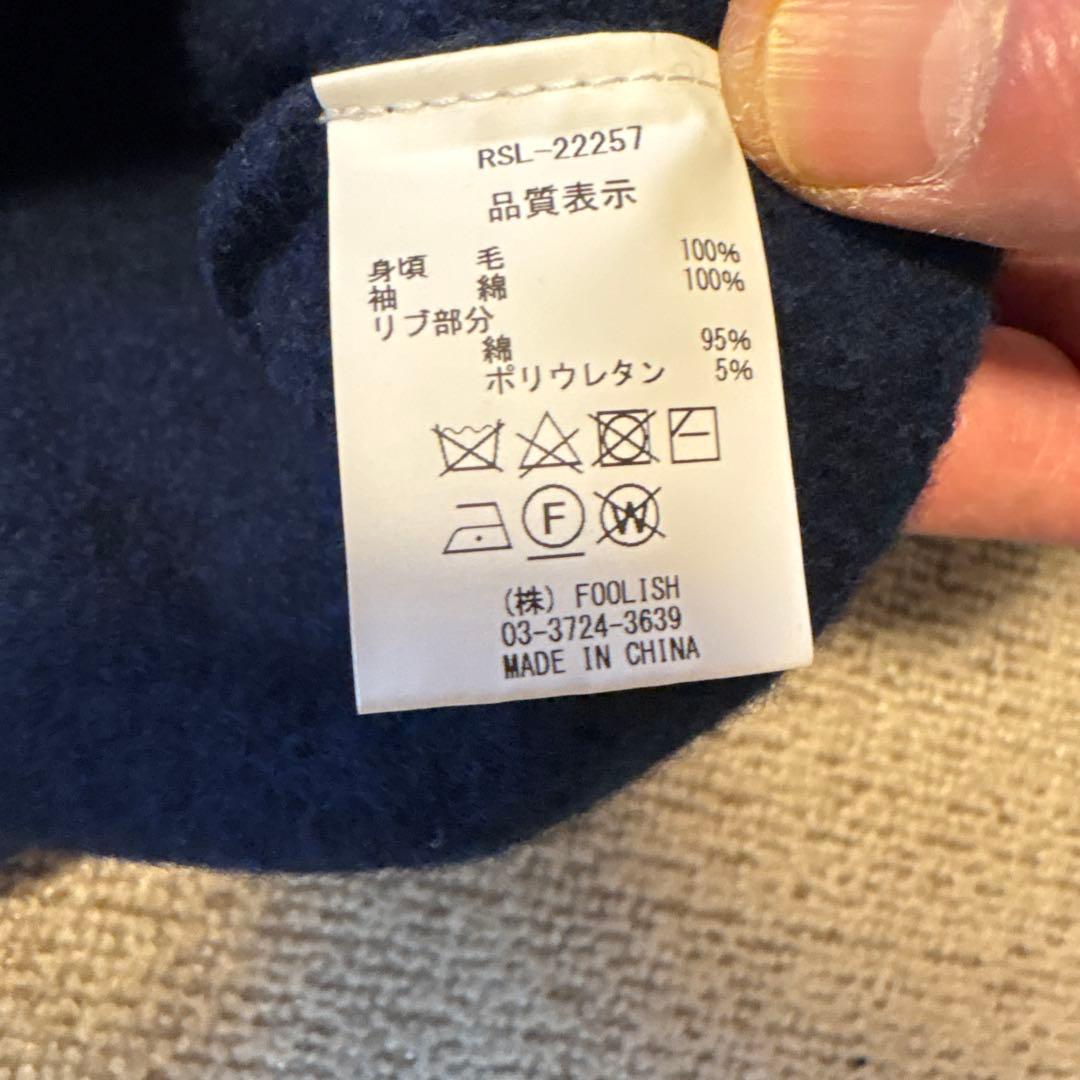 RSL-22257
品質表示
身頃 毛 100%
袖 綿 100%
リブ部分
綿 95%
ポリウレタン 5%
F W
(株) FOOLISH
03-3724-3639
MADE IN CHINA